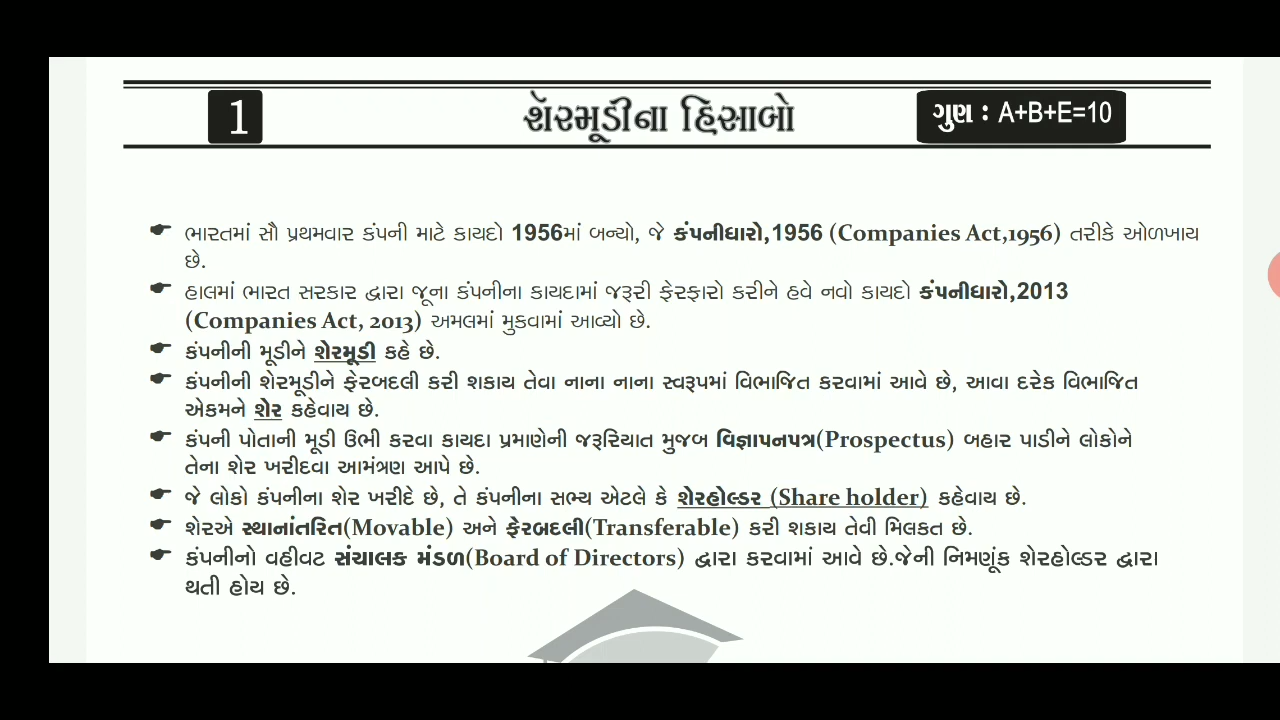 1
શેરમૂડીના હિસાબો
ગુણ : A+B+E=10
ભારતમાં સૌ પ્રથમવાર કંપની માટે કાયદો 1956માં બન્યો, જે કંપનીધારો,1956 (Companies Act,1956) તરીકે ઓળખાય
છે.
હાલમાં ભારત સરકાર દ્વારા જૂના કંપનીના કાયદામાં જરૂરી ફેરફારો કરીને હવે નવો કાયદો કંપનીધારો,2013
(Companies Act, 2013) અમલમાં મુકવામાં આવ્યો છે.
કંપનીની મૂડીને શેરમૂડી કહે છે.
કંપનીની શેરમૂડીને ફેરબદલી કરી શકાય તેવા નાના નાના સ્વરૂપમાં વિભાજિત કરવામાં આવે છે, આવા દરેક વિભાજિત
એકમને શેર કહેવાય છે.
કંપની પોતાની મૂડી ઉભી કરવા કાયદા પ્રમાણેની જરૂરિયાત મુજબ વિજ્ઞાપનપત્ર(Prospectus) બહાર પાડીને લોકોને
તેના શેર ખરીદવા આમંત્રણ આપે છે.
જે લોકો કંપનીના શેર ખરીદે છે, તે કંપનીના સભ્ય એટલે કે શેરહોલ્ડર (Share holder) કહેવાય છે.
શેરએ સ્થાનાંતરિત(Movable) અને ફેરબદલી(Transferable) કરી શકાય તેવી મિલકત છે.
કંપનીનો વહીવટ સંચાલક મંડળ(Board of Directors) દ્વારા કરવામાં આવે છે.જેની નિમણૂંક શેરહોલ્ડર દ્વારા
થતી હોય છે.